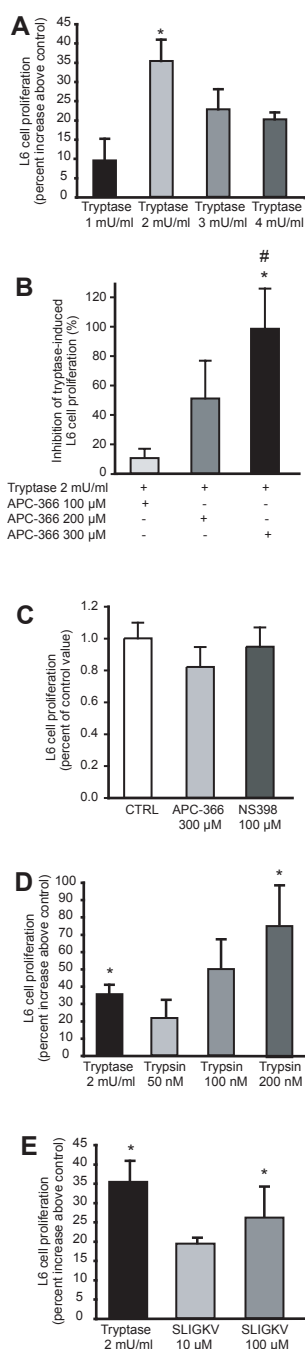 A
L6 cell proliferation
(percent increase above control)
45
40
35
30
25
20
15
10
5
0
*
Tryptase Tryptase Tryptase Tryptase
1 mU/ml 2 mU/ml 3 mU/ml 4 mU/ml
B
Inhibition of tryptase-induced
L6 cell proliferation (%)
120
100
80
60
40
20
0
#
*
Tryptase 2 mU/ml + + +
APC-366 100 µM + - -
APC-366 200 µM - + -
APC-366 300 µM - - +
C
L6 cell proliferation
(percent of control value)
1.2
1.0
0.8
0.6
0.4
0.2
0.0
CTRL APC-366 NS398
300 µM 100 µM
D
L6 cell proliferation
(percent increase above control)
100
90
80
70
60
50
40
30
20
10
0
*
*
Tryptase Trypsin Trypsin Trypsin
2 mU/ml 50 nM 100 nM 200 nM
E
L6 cell proliferation
(percent increase above control)
45
40
35
30
25
20
15
10
5
0
*
*
Tryptase SLIGKV SLIGKV
2 mU/ml 10 µM 100 µM